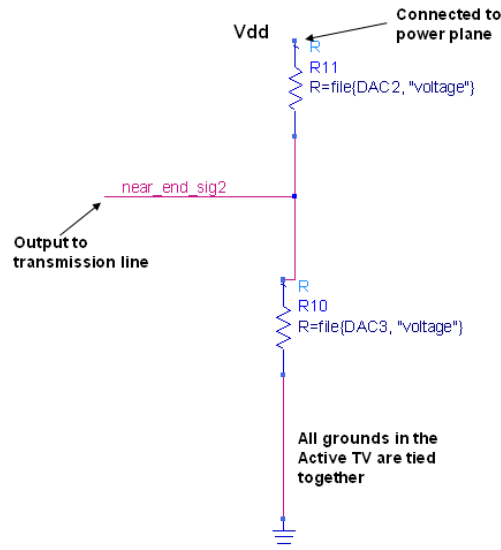 Connected to
power plane
Vdd
R
R11
R=file{DAC2, "voltage"}
near_end_sig2
Output to
transmission line
R
R10
R=file{DAC3, "voltage"}
All grounds in the
Active TV are tied
together